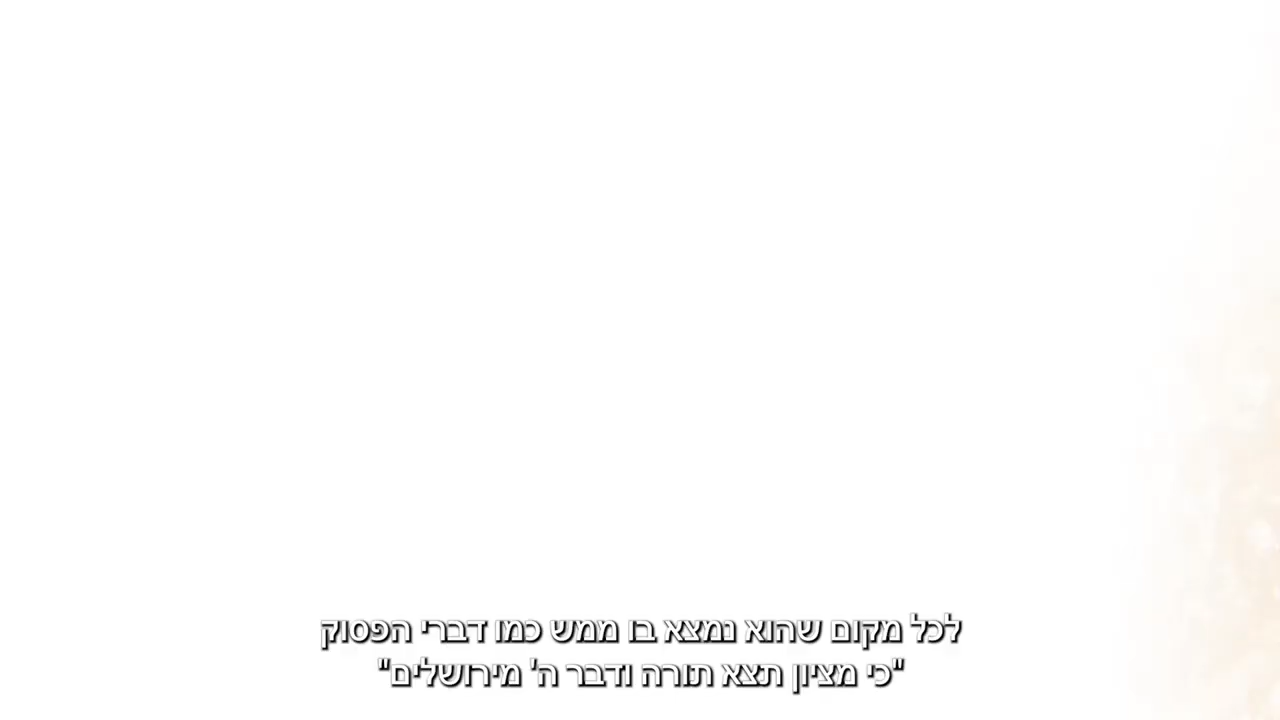 לכל מקום שהוא נמצא בו ממש כמו דברי הפסוק
"כי מציון תצא תורה ודבר ה' מירושלים"